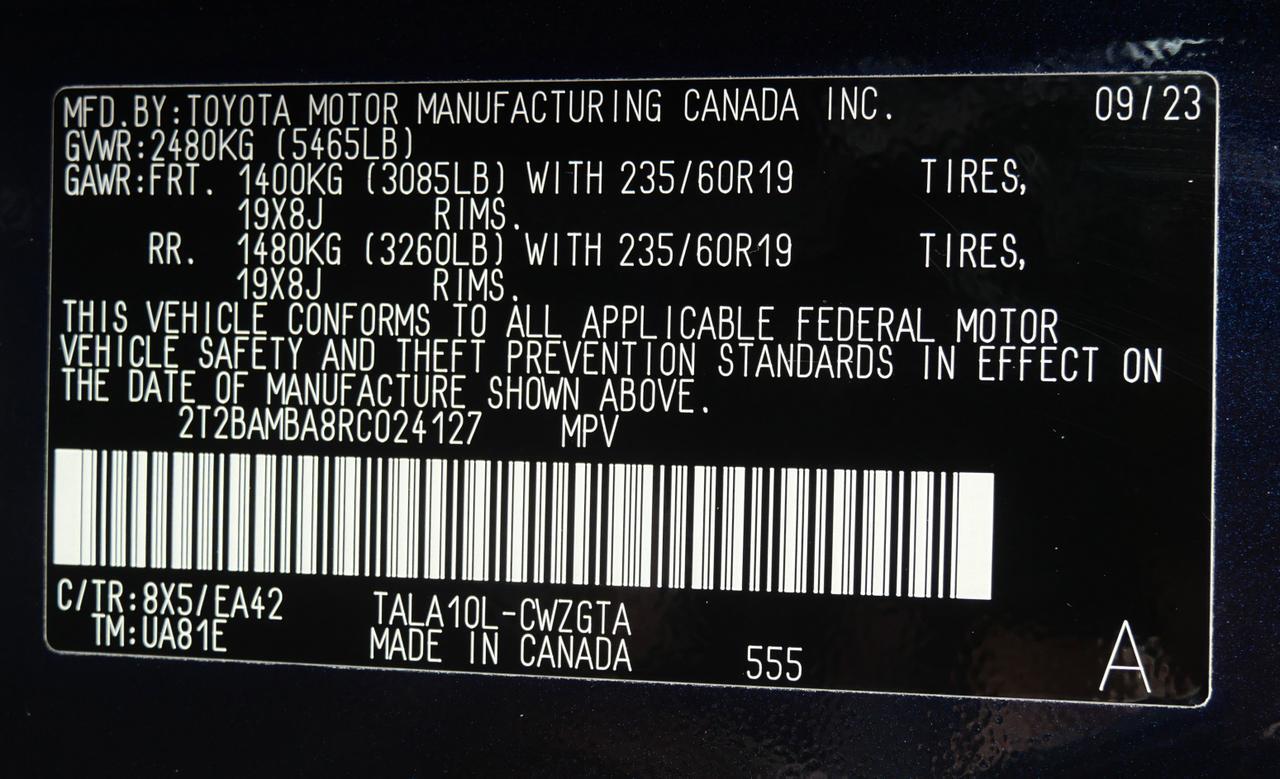 MFD.BY:TOYOTA MOTOR MANUFACTURING CANADA INC. 09/23
GVWR:2480KG (5465LB)
GAWR:FRT. 1400KG (3085LB) WITH 235/60R19 TIRES,
19X8J RIMS.
RR. 1480KG (3260LB) WITH 235/60R19 TIRES,
19X8J RIMS.
THIS VEHICLE CONFORMS TO ALL APPLICABLE FEDERAL MOTOR
VEHICLE SAFETY AND THEFT PREVENTION STANDARDS IN EFFECT ON
THE DATE OF MANUFACTURE SHOWN ABOVE.
2T2BAMBA8RC024127 MPV
C/TR:8X5/EA42 TALA10L-CWZGTA
TM:UA81E MADE IN CANADA 555 A